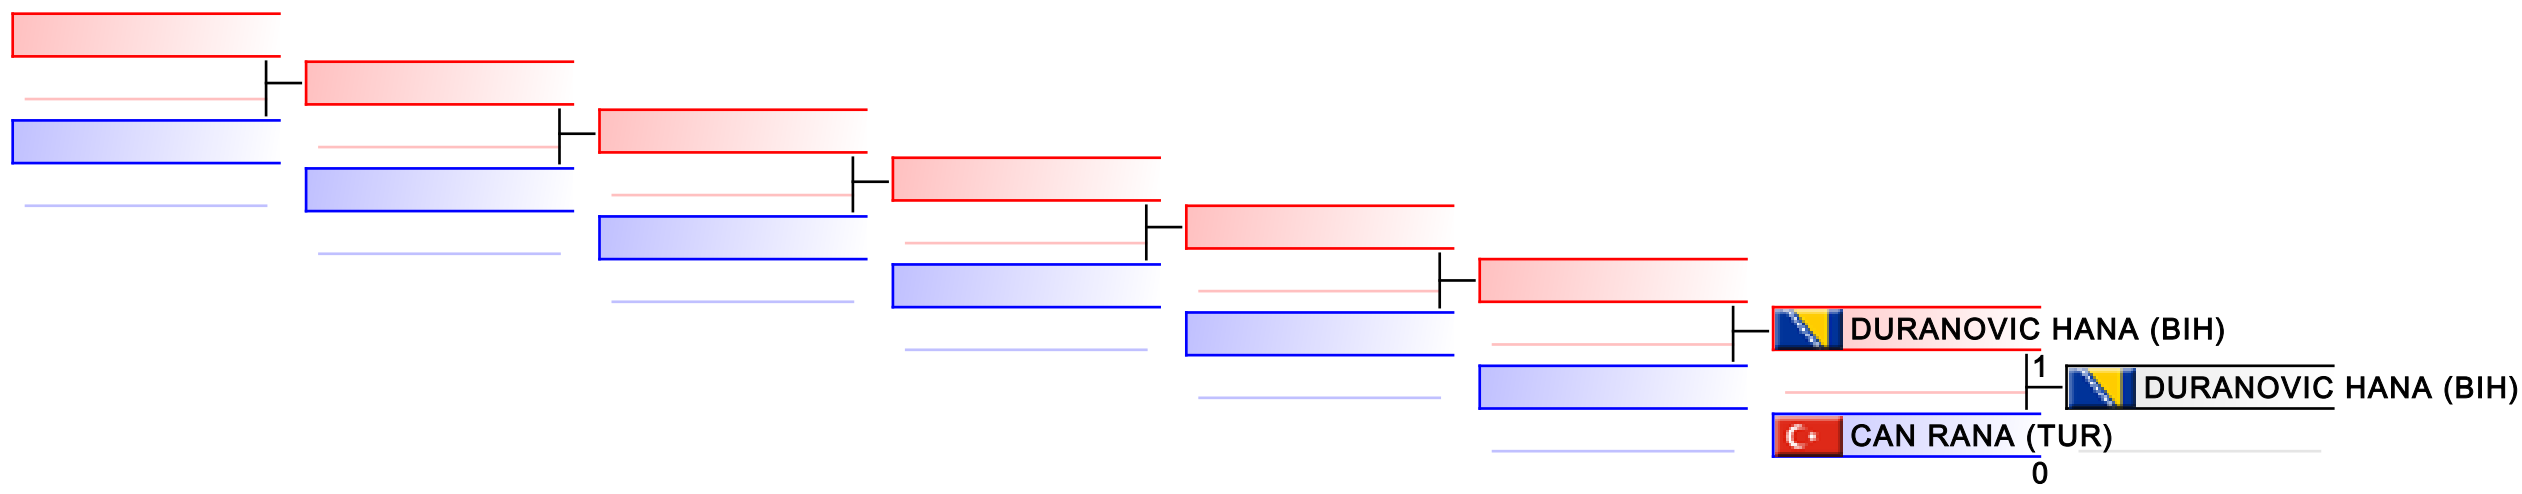 DURANOVIC HANA (BIH)
1
DURANOVIC HANA (BIH)
CAN RANA (TUR)
0